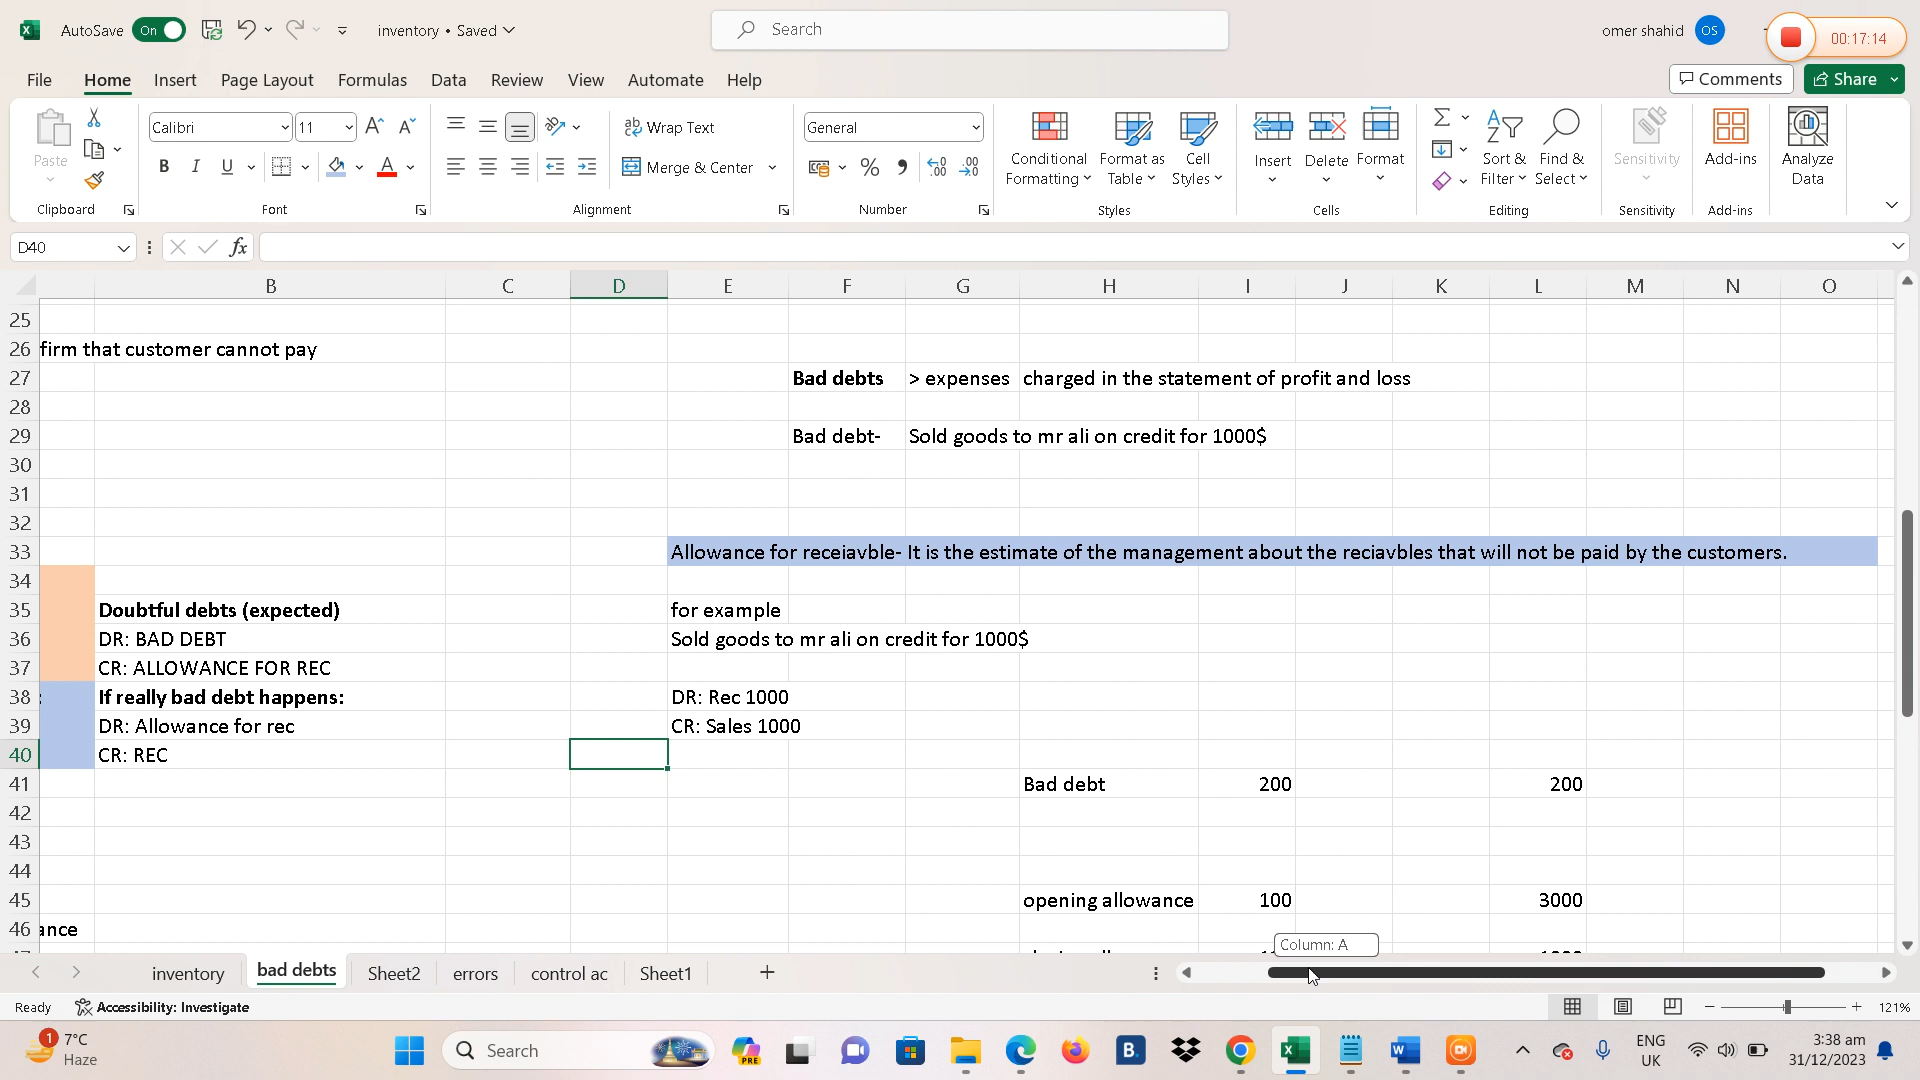 AutoSave On inventory • Saved Search omer shahid OS 00:17:14
File Home Insert Page Layout Formulas Data Review View Automate Help Comments Share
Paste Calibri 11 Wrap Text General Conditional Formatting Format as Table Cell Styles Insert Delete Format Sort & Filter Find & Select Sensitivity Add-ins Analyze Data
B I U Merge & Center
Clipboard Font Alignment Number Styles Cells Editing Sensitivity Add-ins
D40 fx
B C D E F G H I J K L M N O
25
26 firm that customer cannot pay
27 Bad debts > expenses charged in the statement of profit and loss
28
29 Bad debt- Sold goods to mr ali on credit for 1000$
30
31
32
33 Allowance for receiavble- It is the estimate of the management about the reciavbles that will not be paid by the customers.
34
35 Doubtful debts (expected) for example
36 DR: BAD DEBT Sold goods to mr ali on credit for 1000$
37 CR: ALLOWANCE FOR REC
38 : If really bad debt happens: DR: Rec 1000
39 DR: Allowance for rec CR: Sales 1000
40 CR: REC
41 Bad debt 200 200
42
43
44
45 opening allowance 100 3000
46 ance
Column: A
inventory bad debts Sheet2 errors control ac Sheet1
Ready Accessibility: Investigate 121%
1 7°C Haze Search PRE B. ENG UK 3:38 am 31/12/2023